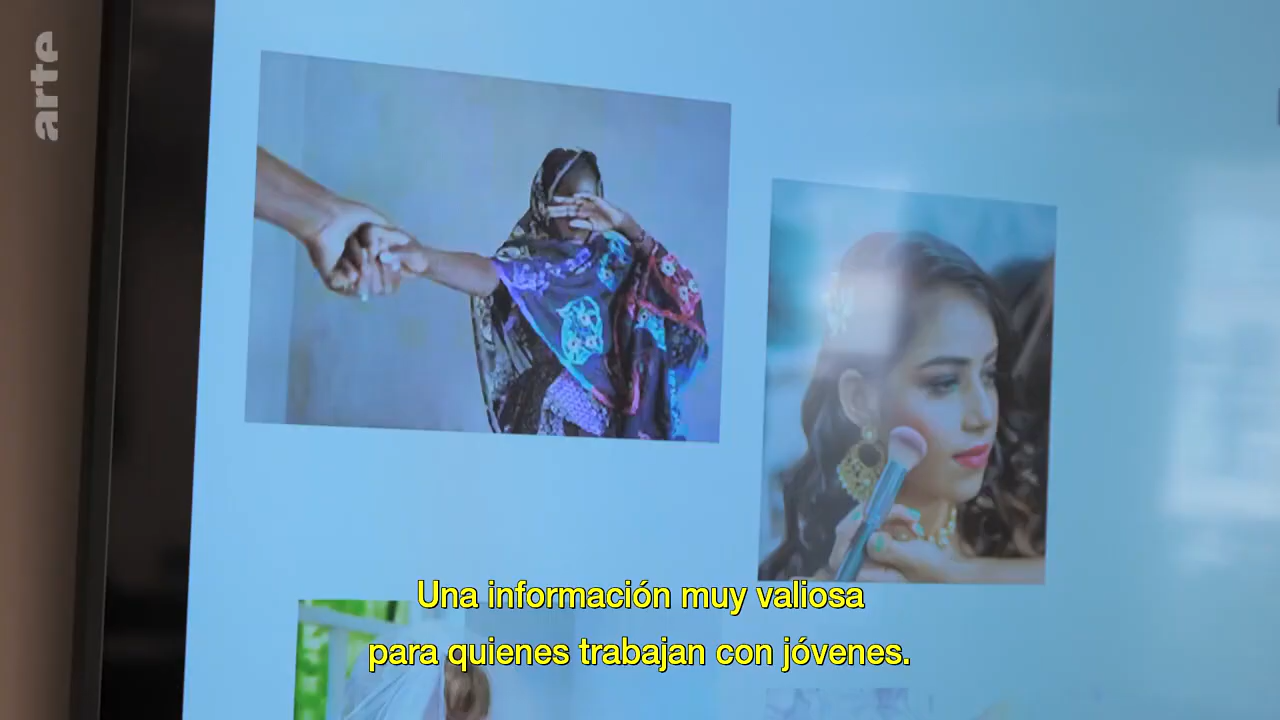 arte
Una información muy valiosa
para quienes trabajan con jóvenes.